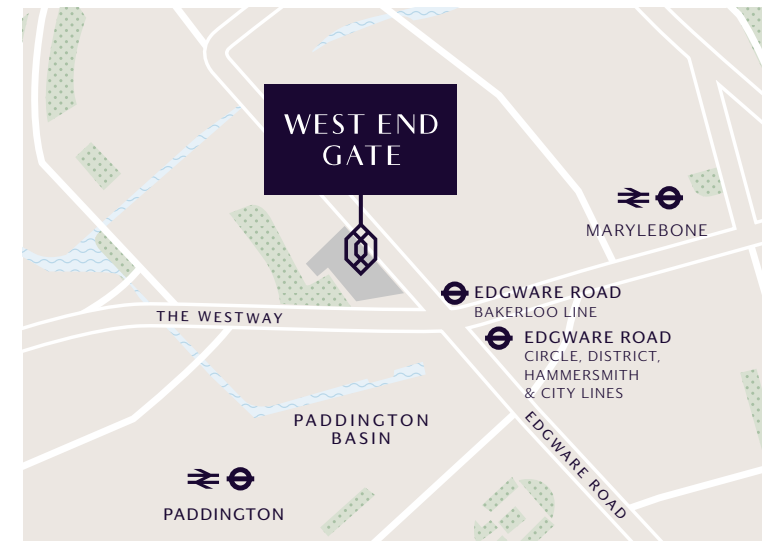 WEST END
GATE
MARYLEBONE
EDGWARE ROAD
BAKERLOO LINE
THE WESTWAY
EDGWARE ROAD
CIRCLE, DISTRICT,
HAMMERSMITH
& CITY LINES
PADDINGTON
BASIN
EDGWARE ROAD
PADDINGTON